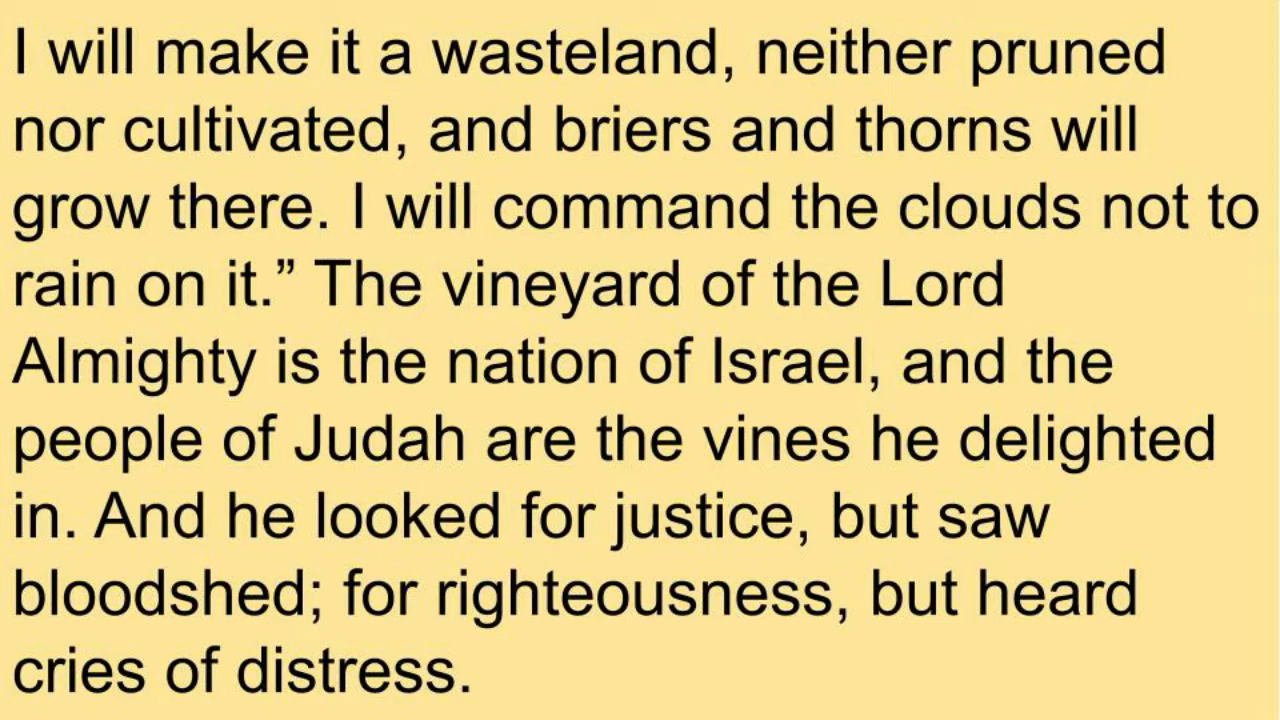 I will make it a wasteland, neither pruned
nor cultivated, and briers and thorns will
grow there. I will command the clouds not to
rain on it.” The vineyard of the Lord
Almighty is the nation of Israel, and the
people of Judah are the vines he delighted
in. And he looked for justice, but saw
bloodshed; for righteousness, but heard
cries of distress.